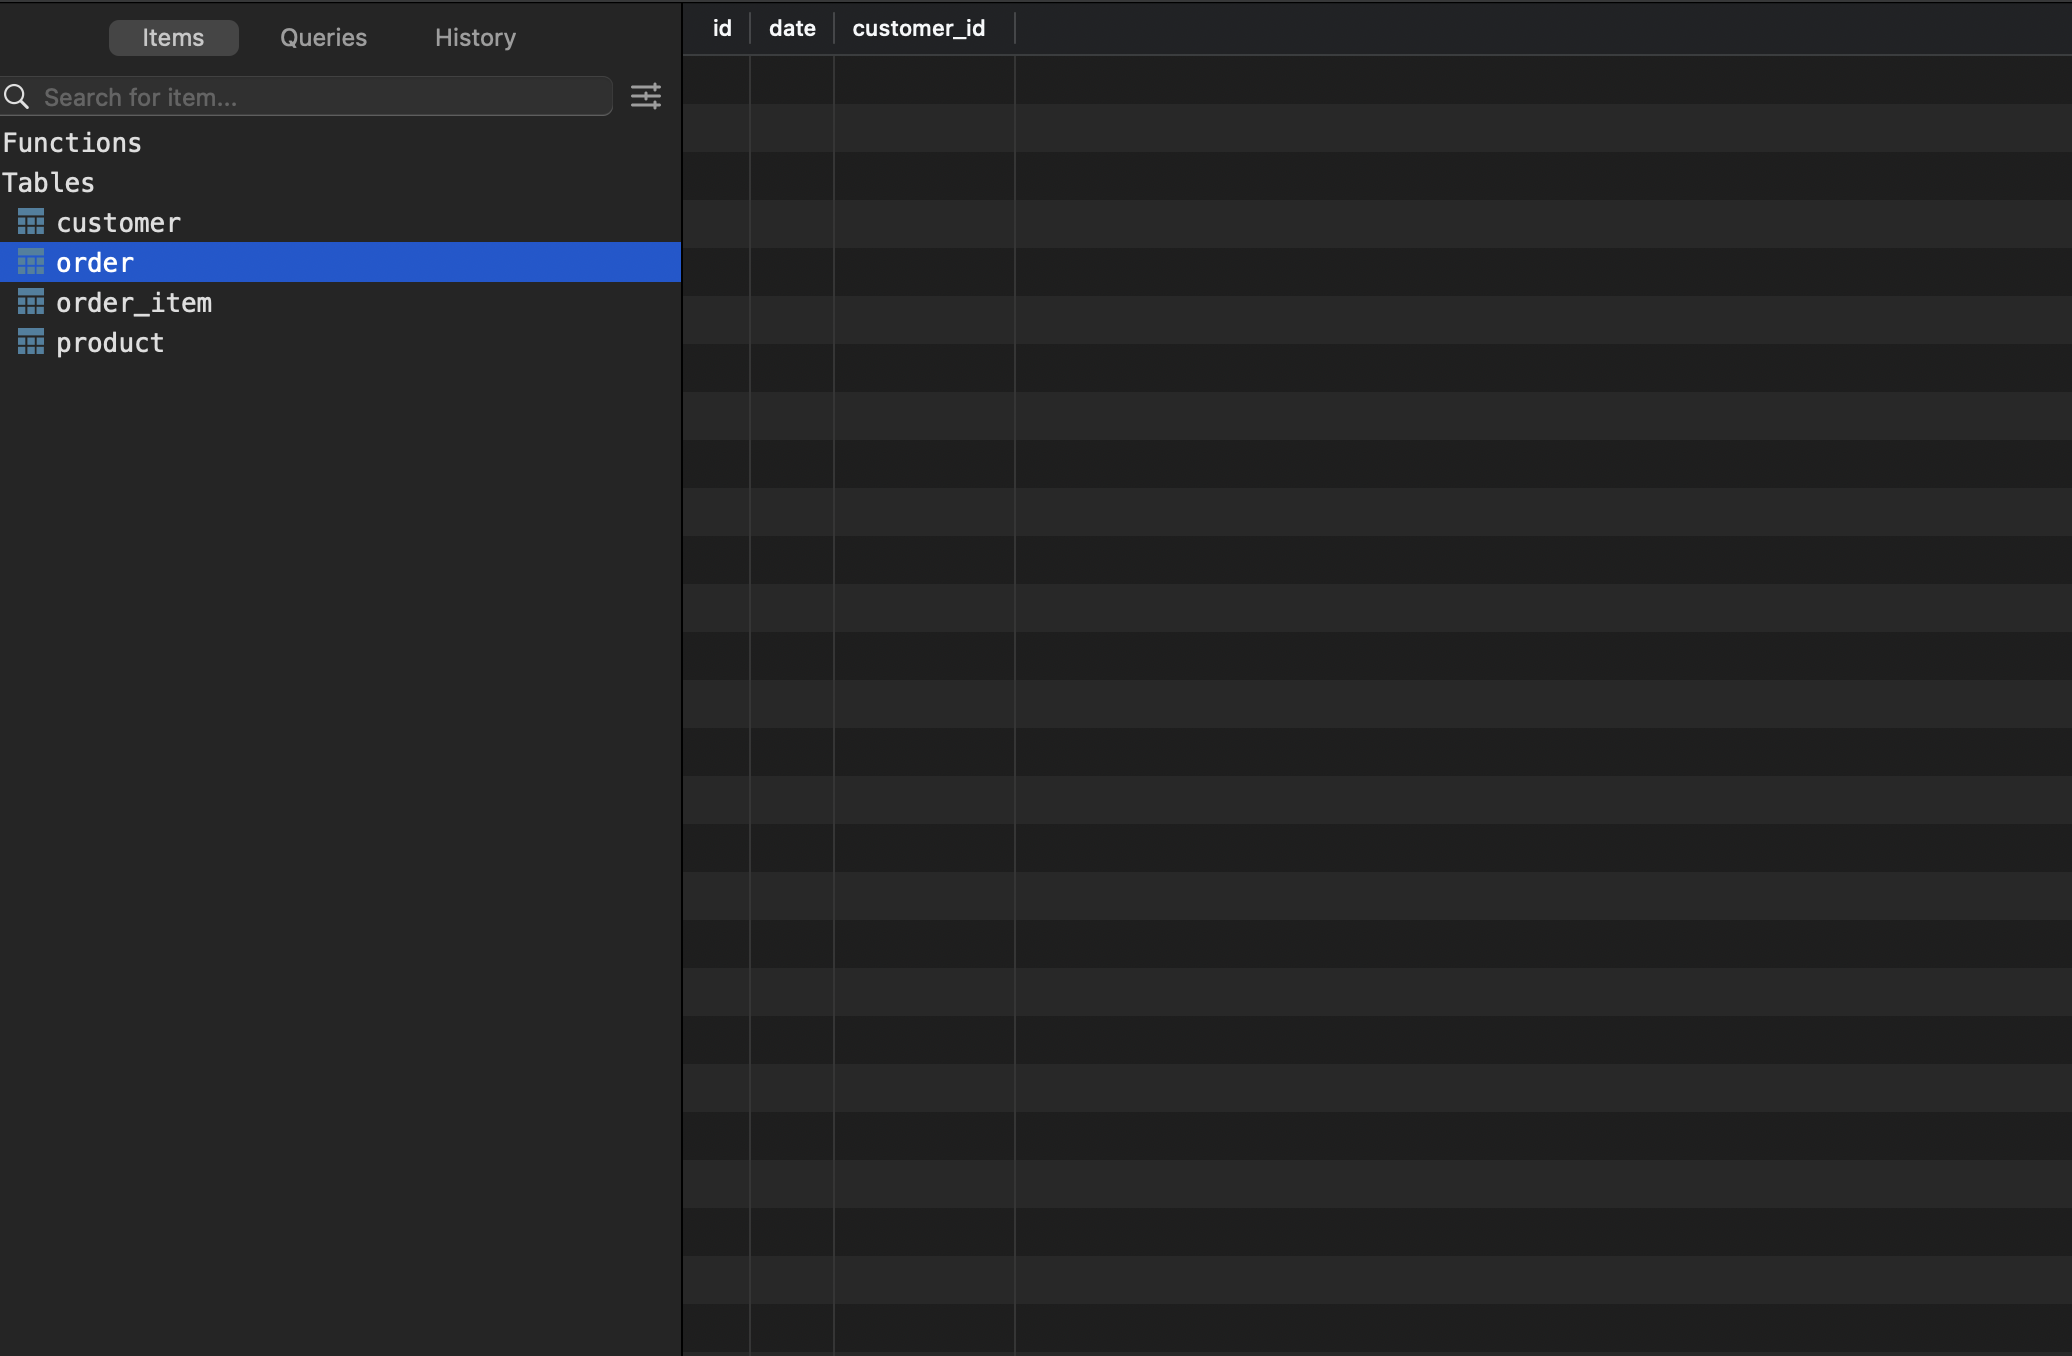 Items Queries History
Search for item...
Functions
Tables
customer
order
order_item
product
id date customer_id